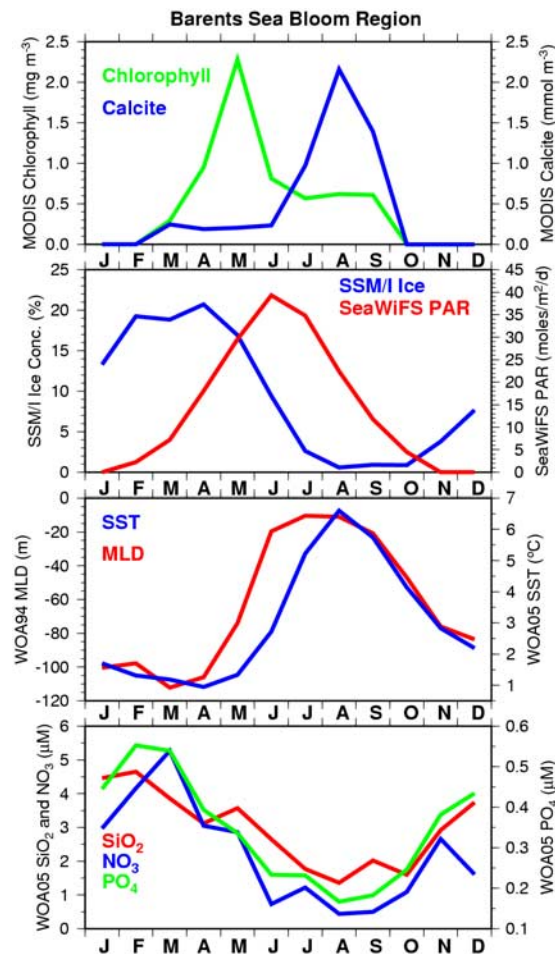 Barents Sea Bloom Region
MODIS Chlorophyll (mg m-3)
2.5
2.0
1.5
1.0
0.5
0.0
Chlorophyll
Calcite
2.5
2.0
1.5
1.0
0.5
0.0
MODIS Calcite (mmol m-3)
J F M A M J J A S O N D
SSM/I Ice Conc. (%)
25
20
15
10
5
0
SSM/I Ice
SeaWiFS PAR
45
40
35
30
25
20
15
10
5
0
SeaWiFS PAR (moles/m2/d)
J F M A M J J A S O N D
WOA94 MLD (m)
0
-20
-40
-60
-80
-100
-120
SST
MLD
7
6
5
4
3
2
1
WOA05 SST (ºC)
J F M A M J J A S O N D
WOA05 SiO2 and NO3 (µM)
6
5
4
3
2
1
0
SiO2
NO3
PO4
0.6
0.5
0.4
0.3
0.2
0.1
WOA05 PO4 (µM)
J F M A M J J A S O N D